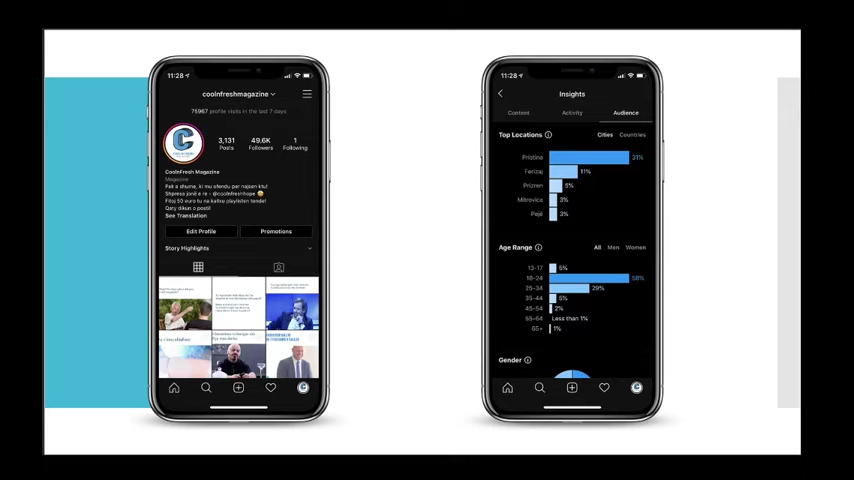 11:28
coolnfreshmagazine
75967 profile visits in the last 7 days
3,131 49.6K 1
Posts Followers Following
CoolnFresh Magazine
Magazine
Pak a shume, ki mu ofendu per najsen ktu!
Shpresa jonë e re - @coolnfreshhope
Fitoj 50 euro tu na kallxu playlisten tende!
Qaty dikun o posti!
See Translation
Edit Profile Promotions
Story Highlights
11:28
Insights
Content Activity Audience
Top Locations Cities Countries
Pristina 31%
Ferizaj 11%
Prizren 5%
Mitrovica 3%
Pejë 3%
Age Range All Men Women
13-17 5%
18-24 58%
25-34 29%
35-44 5%
45-54 2%
55-64 Less than 1%
65+ 1%
Gender